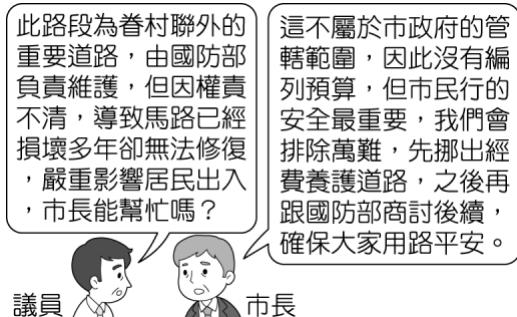 此路段為眷村聯外的
重要道路，由國防部
負責維護，但因權責
不清，導致馬路已經
損壞多年卻無法修復
，嚴重影響居民出入
，市長能幫忙嗎？
這不屬於市政府的管
轄範圍，因此沒有編
列預算，但市民行的
安全最重要，我們會
排除萬難，先挪出經
費養護道路，之後再
跟國防部商討後續，
確保大家用路平安。
議員
市長